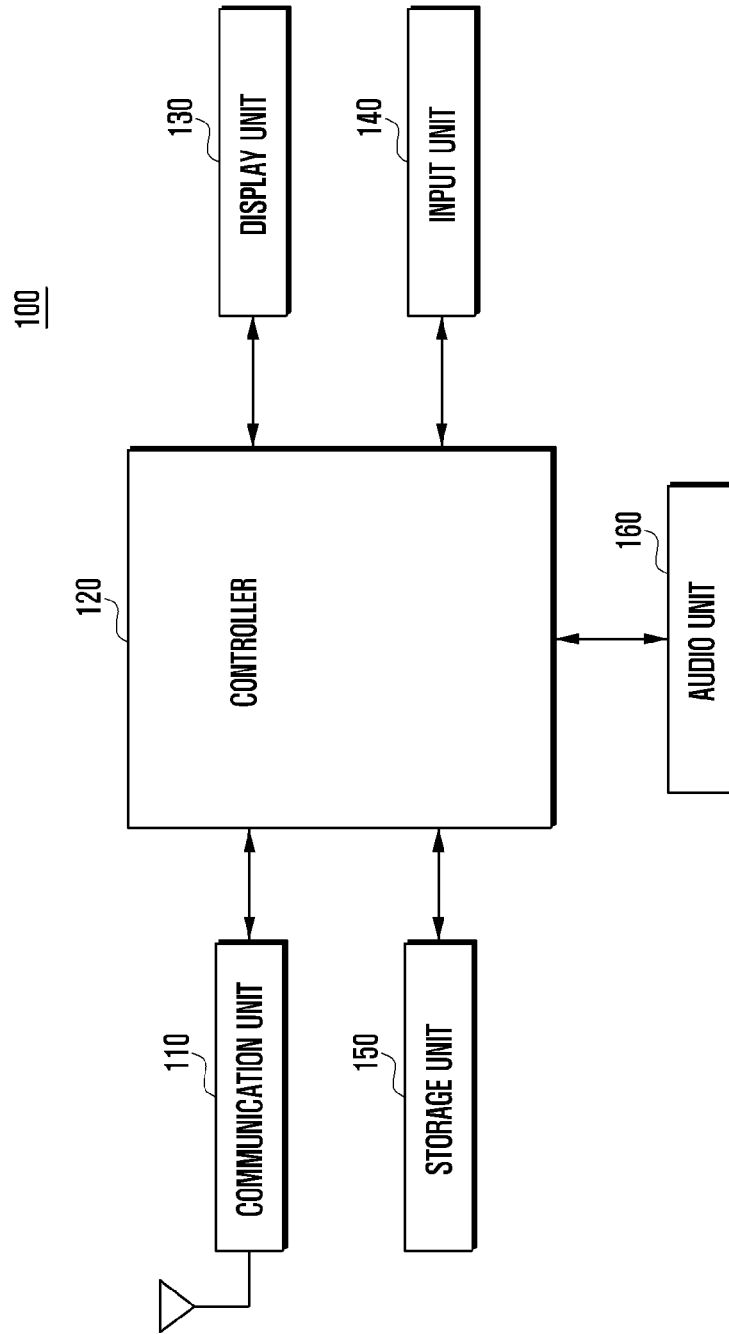 100
110
COMMUNICATION UNIT
120
CONTROLLER
130
DISPLAY UNIT
150
STORAGE UNIT
140
INPUT UNIT
160
AUDIO UNIT